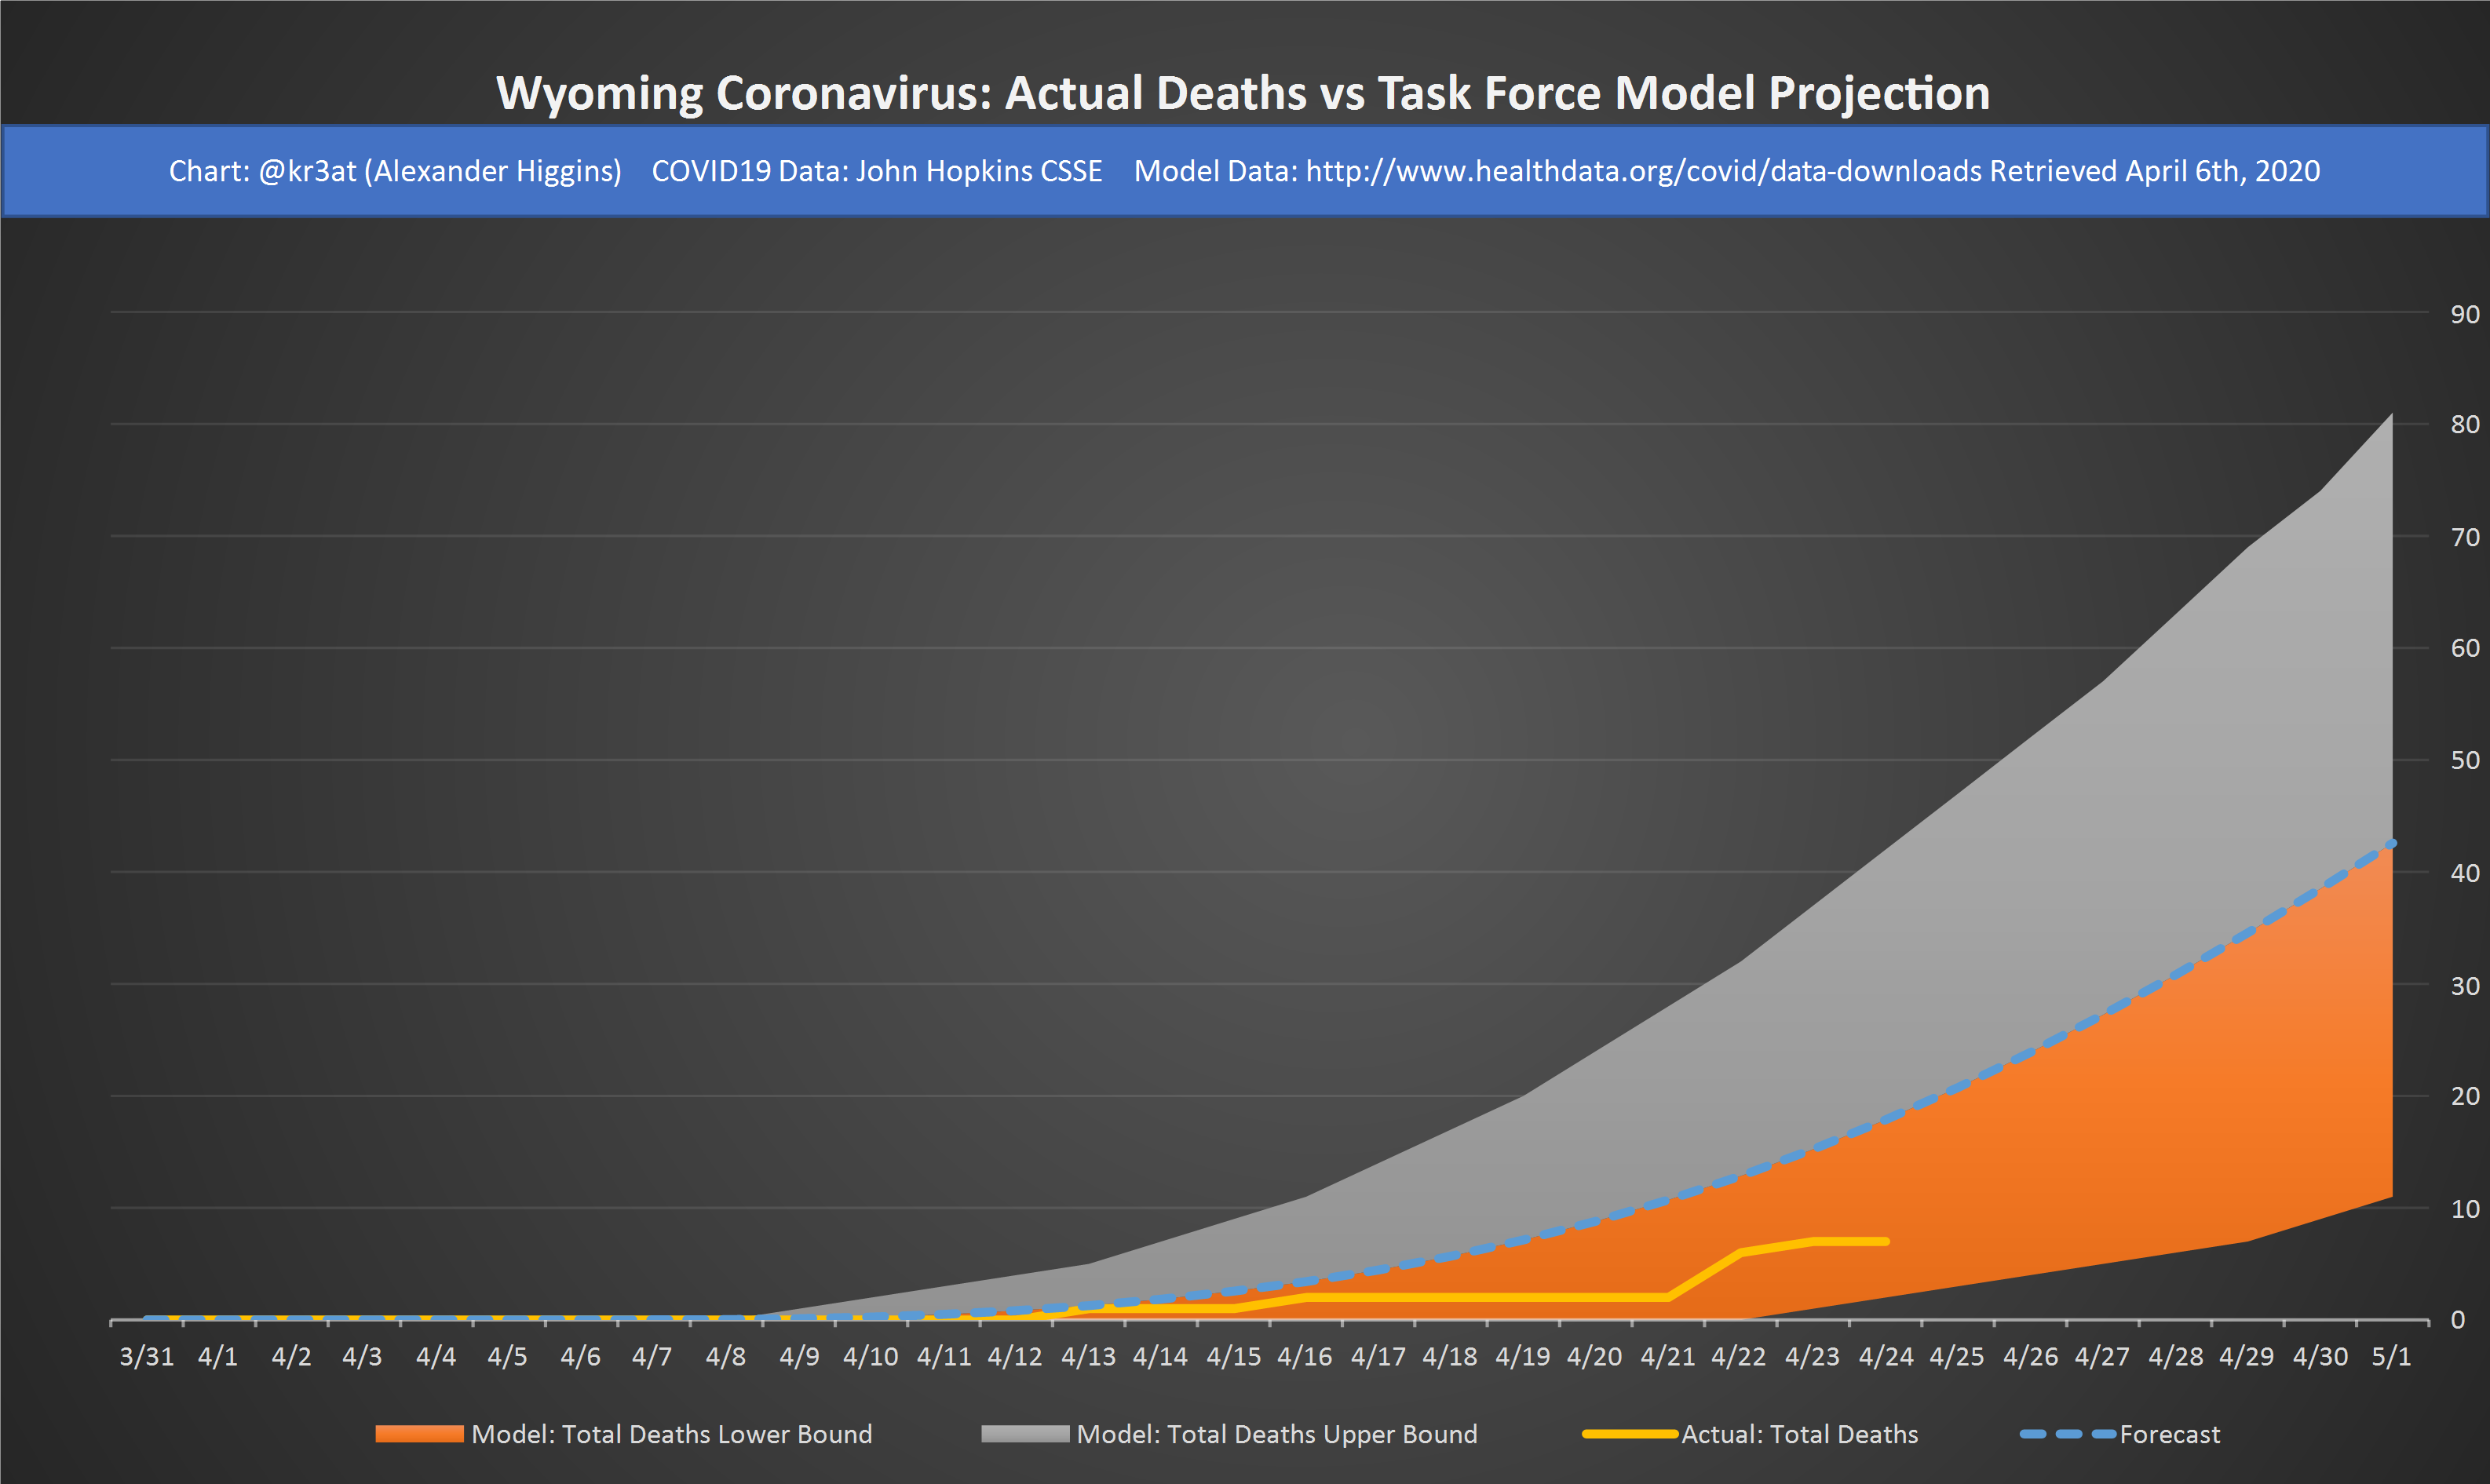 Wyoming Coronavirus: Actual Deaths vs Task Force Model Projection
Chart: @kr3at (Alexander Higgins) COVID19 Data: John Hopkins CSSE Model Data: http://www.healthdata.org/covid/data-downloads Retrieved April 6th, 2020
90
80
70
60
50
40
30
20
10
0
3/31 4/1 4/2 4/3 4/4 4/5 4/6 4/7 4/8 4/9 4/10 4/11 4/12 4/13 4/14 4/15 4/16 4/17 4/18 4/19 4/20 4/21 4/22 4/23 4/24 4/25 4/26 4/27 4/28 4/29 4/30 5/1
Model: Total Deaths Lower Bound Model: Total Deaths Upper Bound Actual: Total Deaths Forecast